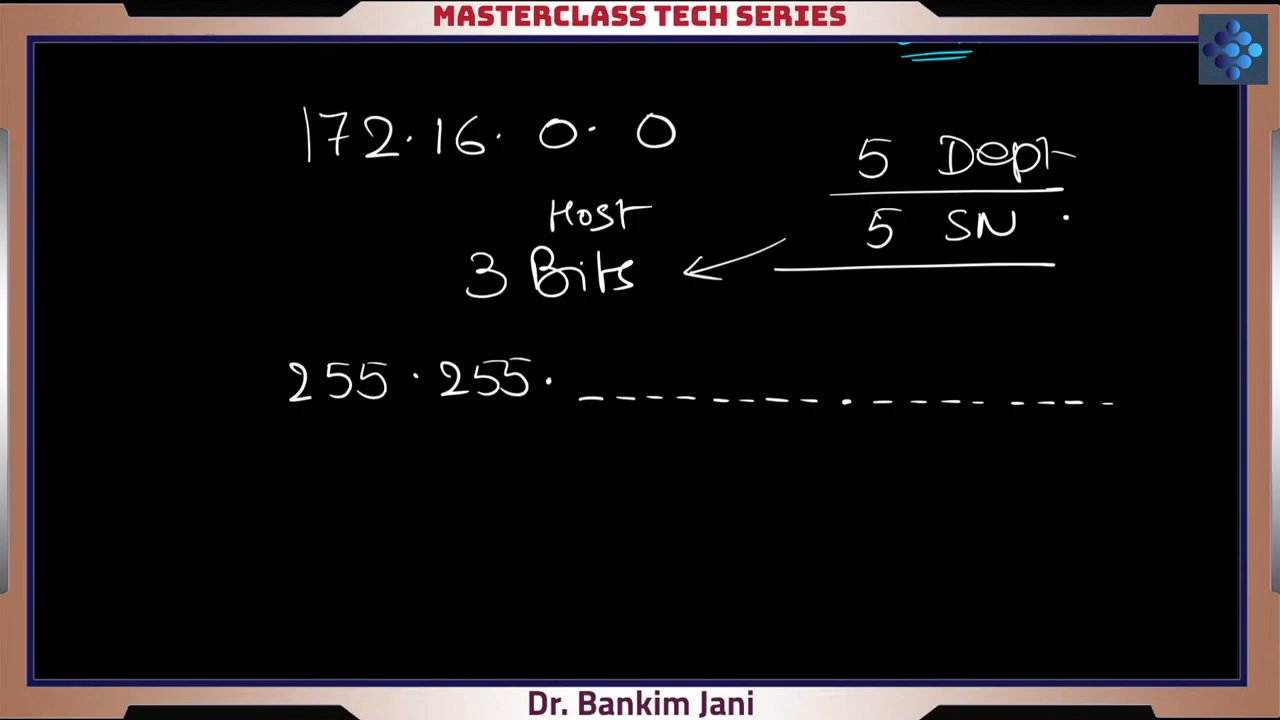 MASTERCLASS TECH SERIES
172.16.0.0
5 Dept
5 SN
Host
3 Bits
255.255._ _ _ _ _ _ _ _._ _ _ _ _ _ _ _
Dr. Bankim Jani